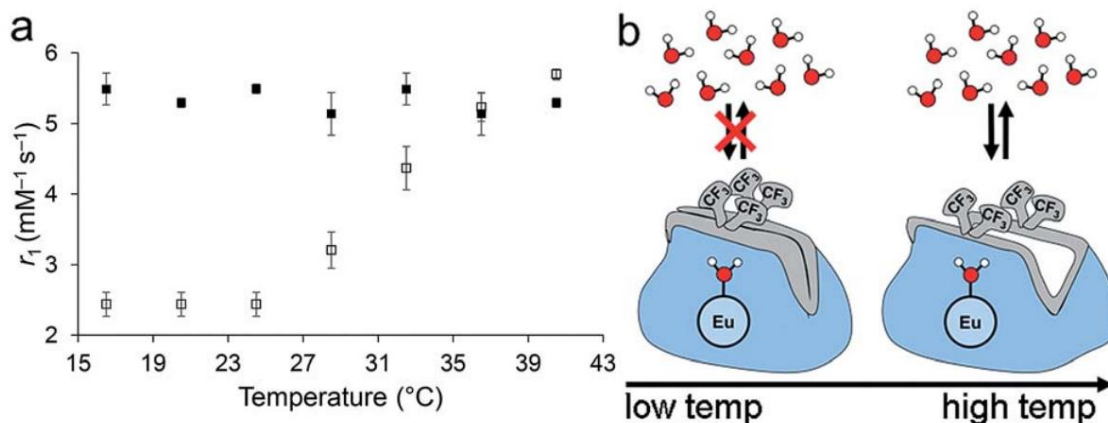 a
6
5
4
3
2
r₁ (mM⁻¹ s⁻¹)
15 19 23 27 31 35 39 43
Temperature (°C)
b
CF₃ CF₃ CF₃ CF₃
Eu
CF₃ CF₃ CF₃ CF₃
Eu
low temp high temp